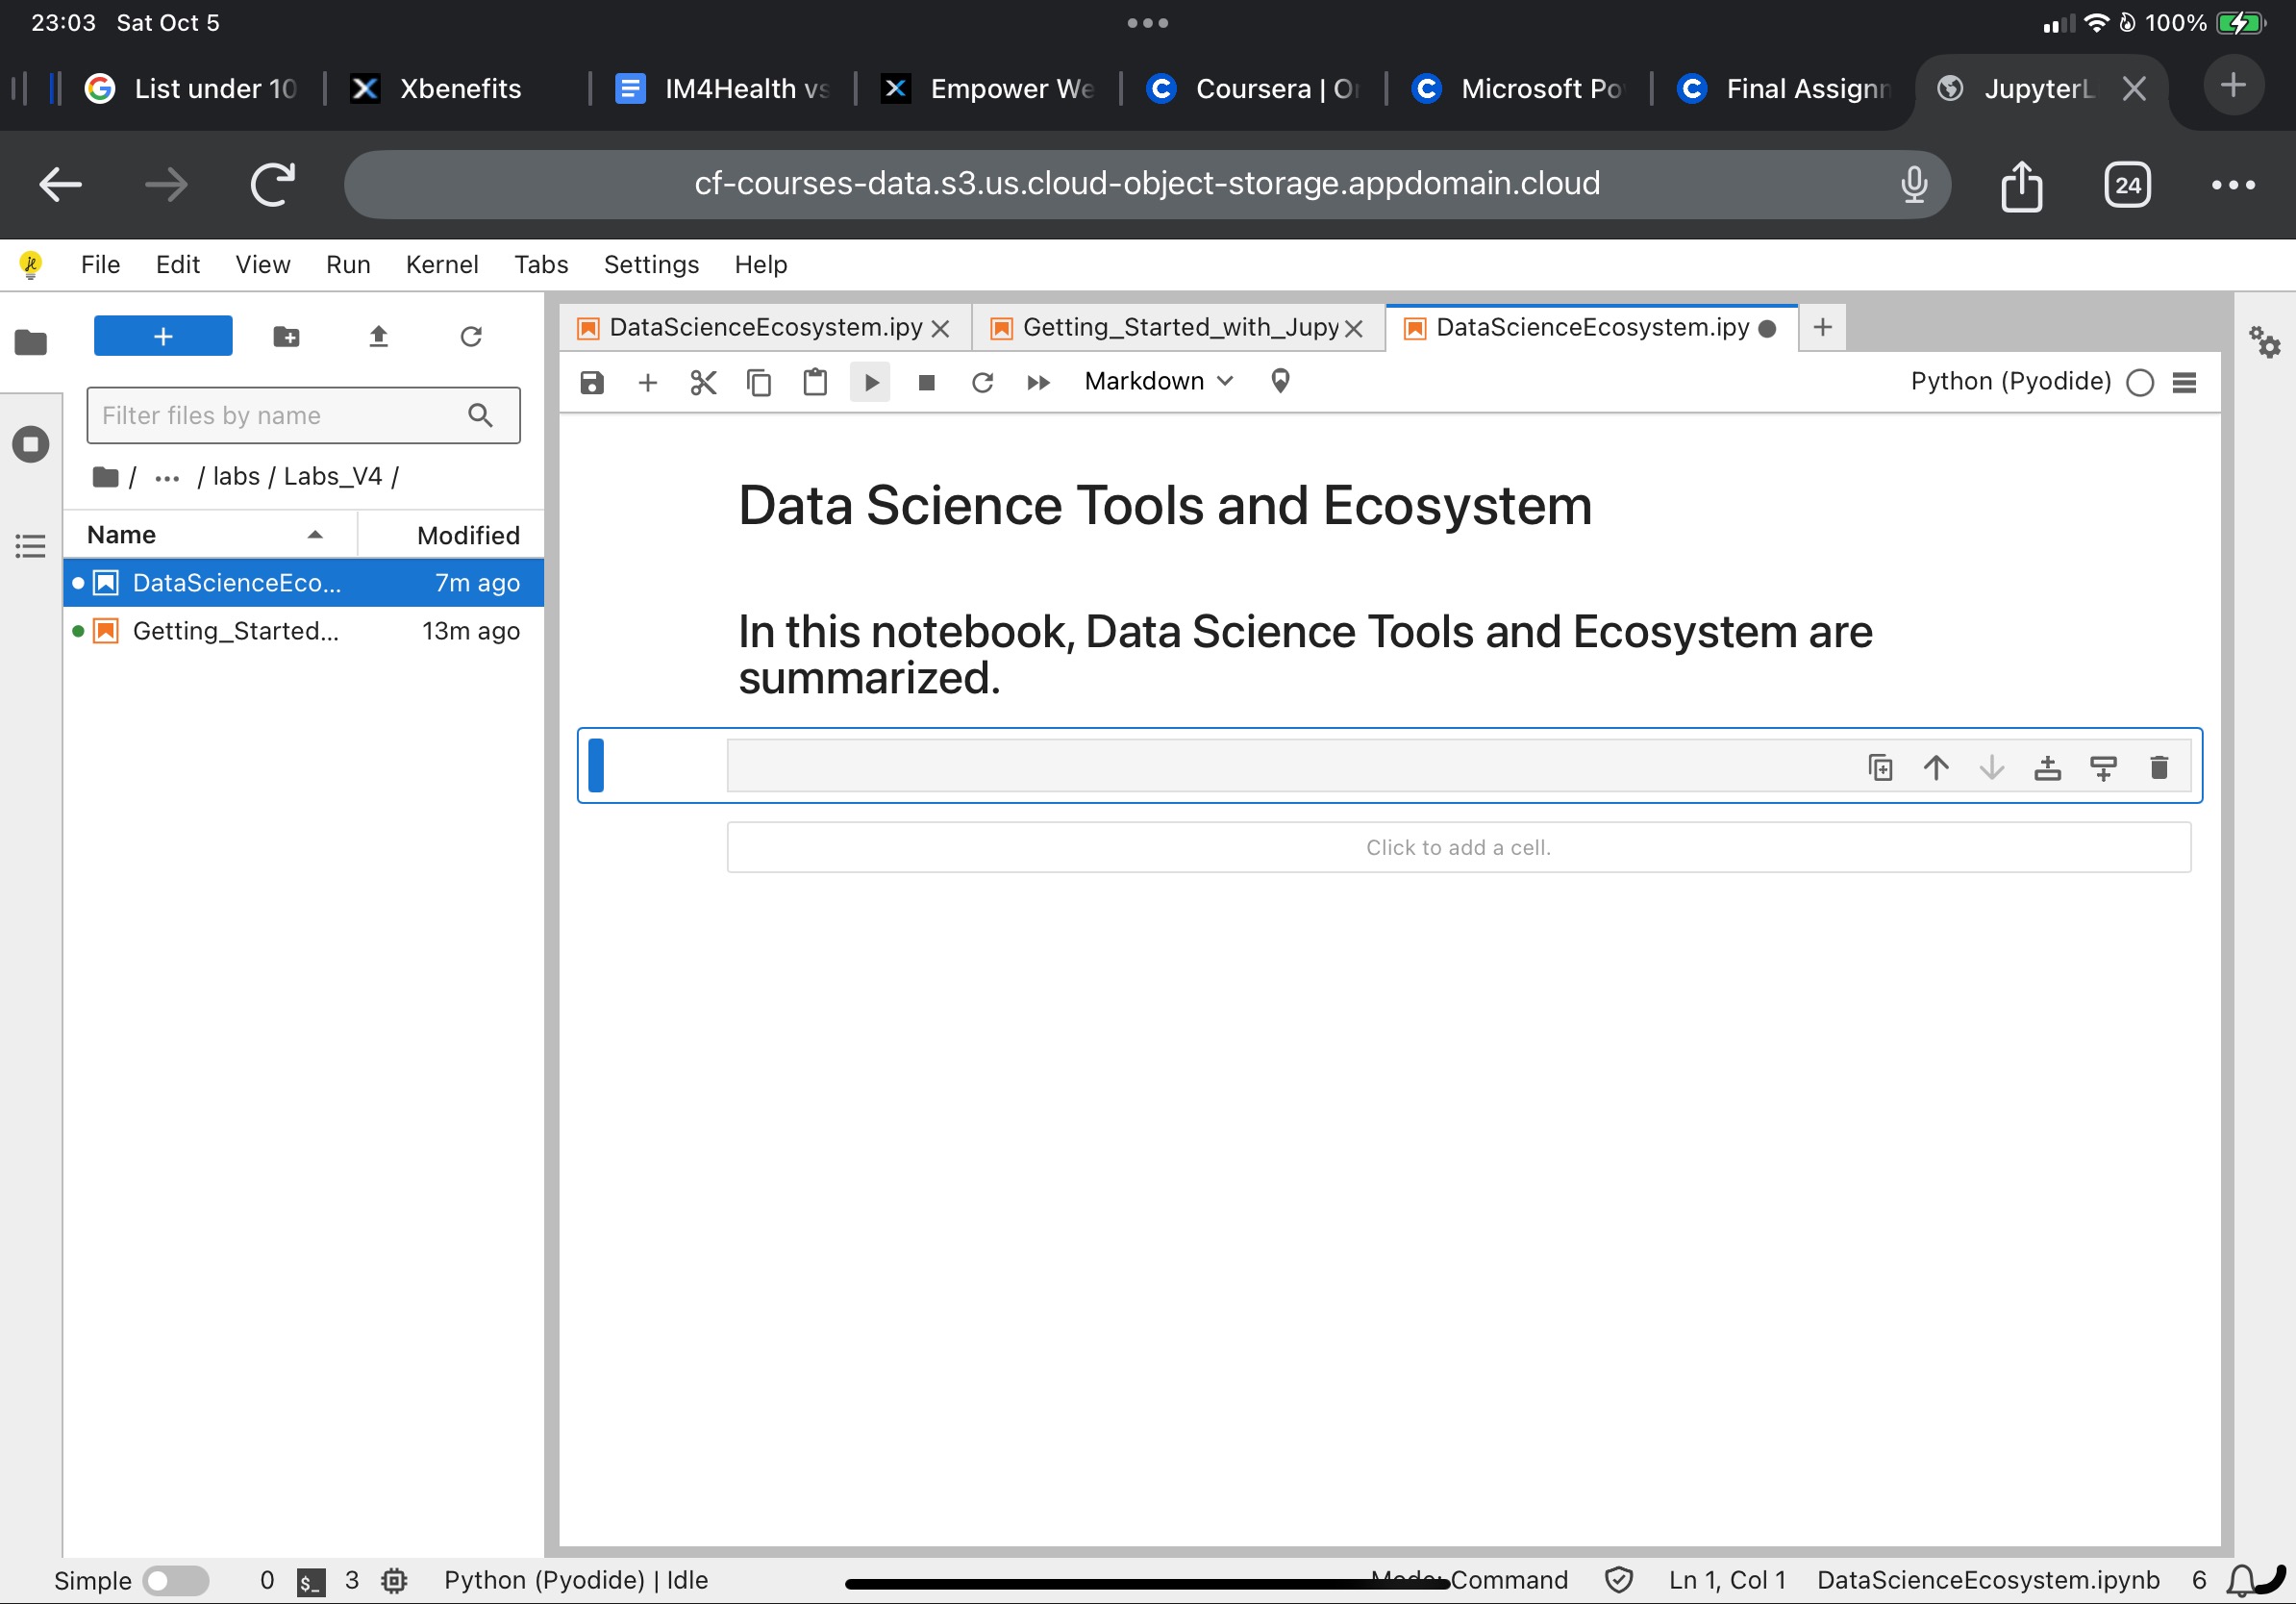 23:03 Sat Oct 5
100%
List under 10
Xbenefits
IM4Health vs
Empower We
Coursera | Or
Microsoft Po
Final Assignm
JupyterL
cf-courses-data.s3.us.cloud-object-storage.appdomain.cloud
24
File Edit View Run Kernel Tabs Settings Help
DataScienceEcosystem.ipy
Getting_Started_with_Jupy
DataScienceEcosystem.ipy
Markdown
Python (Pyodide)
Filter files by name
/ ... / labs / Labs_V4 /
Name Modified
DataScienceEco... 7m ago
Getting_Started... 13m ago
Data Science Tools and Ecosystem
In this notebook, Data Science Tools and Ecosystem are
summarized.
Click to add a cell.
Simple 0 $_ 3 Python (Pyodide) | Idle Mode: Command Ln 1, Col 1 DataScienceEcosystem.ipynb 6